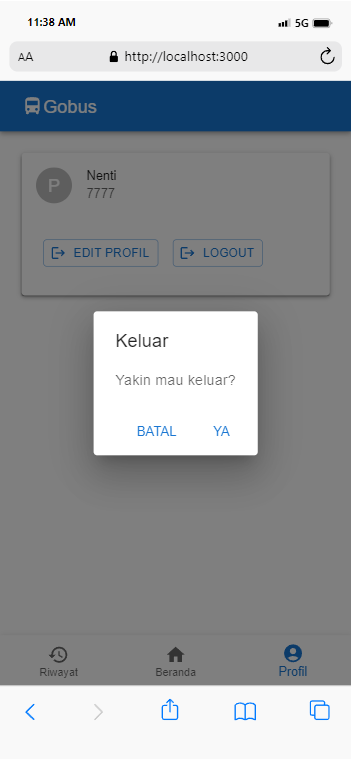 11:38 AM 5G
AA http://localhost:3000
Gobus
P
Nenti
7777
EDIT PROFIL LOGOUT
Keluar
Yakin mau keluar?
BATAL YA
Riwayat Beranda Profil